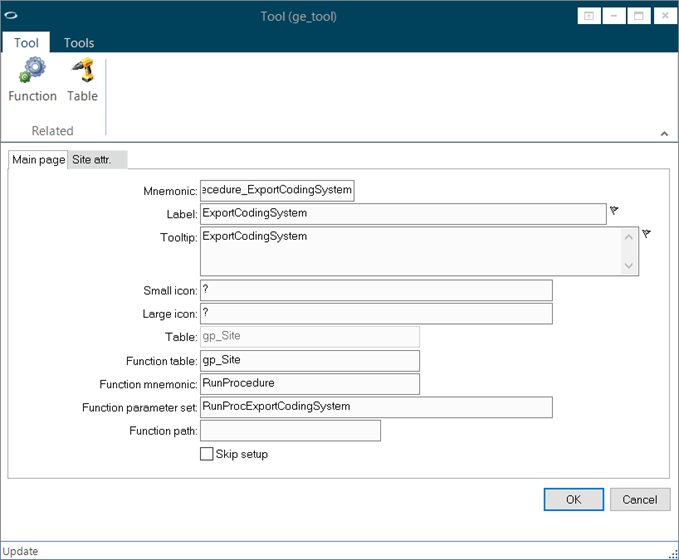 Tool (ge_tool)
Tool Tools
Function Table
Related
Main page Site attr.
Mnemonic: ecedure_ExportCodingSystem
Label: ExportCodingSystem
Tooltip: ExportCodingSystem
Small icon: ?
Large icon: ?
Table: gp_Site
Function table: gp_Site
Function mnemonic: RunProcedure
Function parameter set: RunProcExportCodingSystem
Function path:
Skip setup
OK Cancel
Update